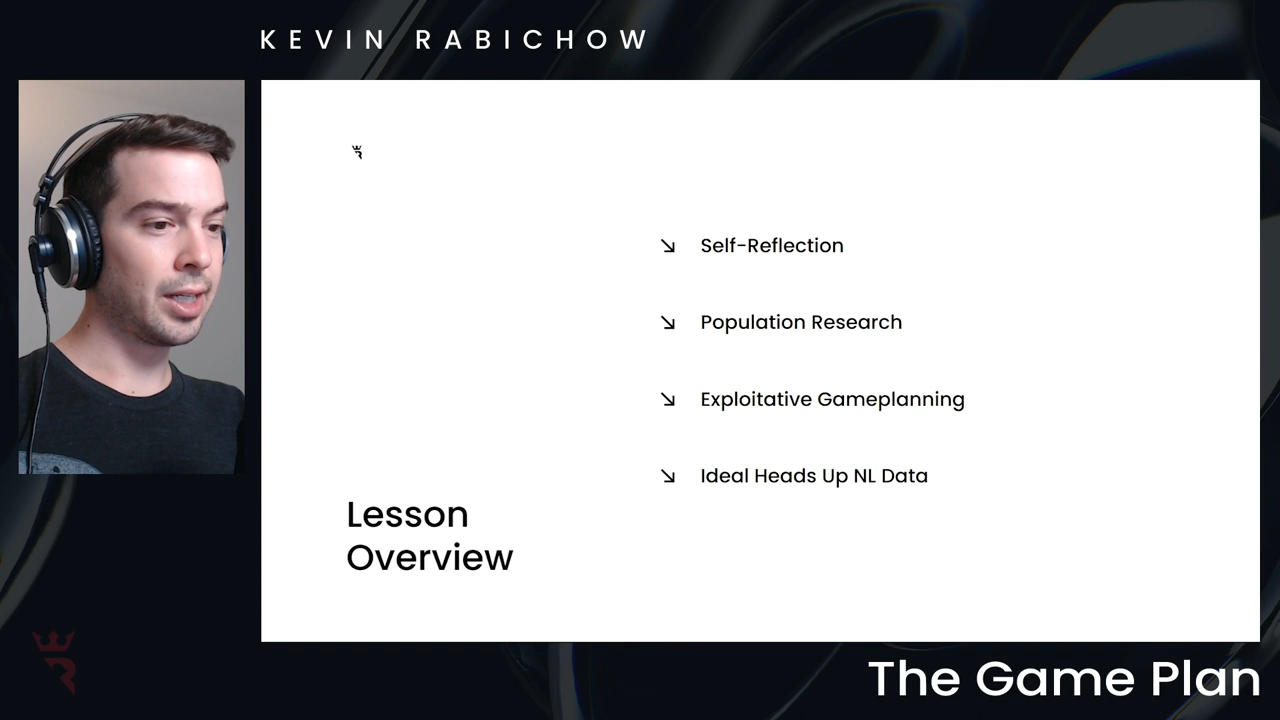 KEVIN RABICHOW
Self-Reflection
Population Research
Exploitative Gameplanning
Ideal Heads Up NL Data
Lesson
Overview
The Game Plan